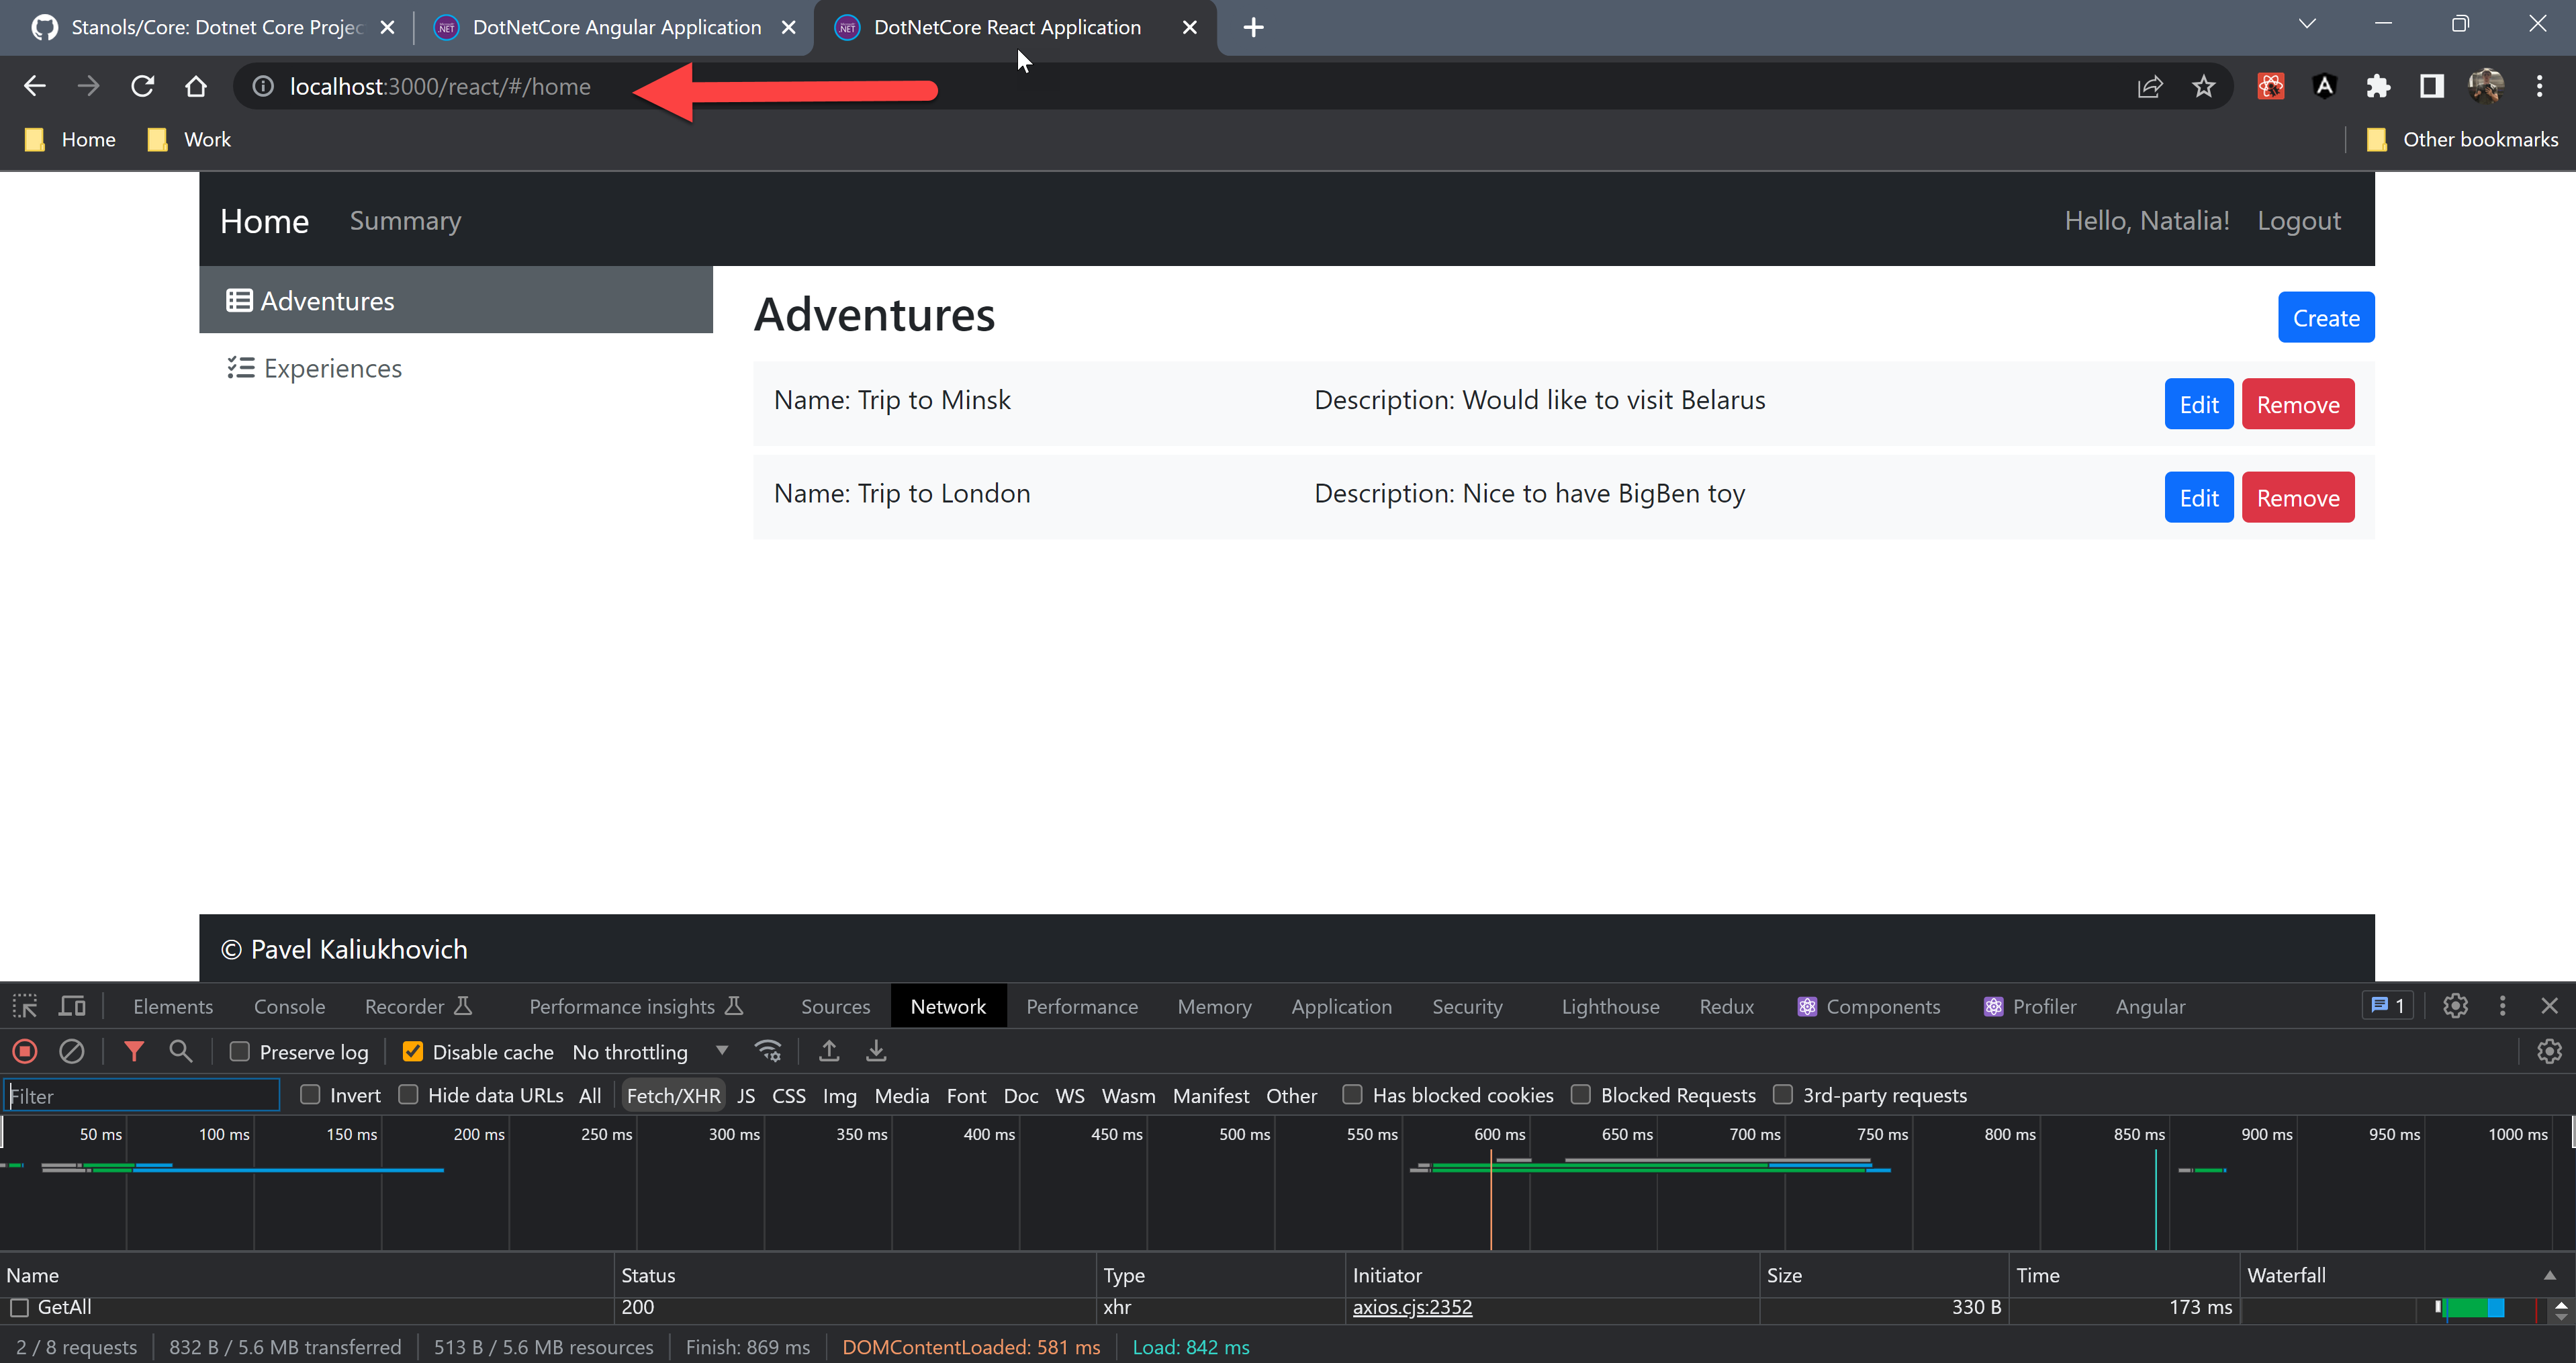 Stanols/Core: Dotnet Core Projec
DotNetCore Angular Application
DotNetCore React Application
localhost:3000/react/#/home
Home Work Other bookmarks
Home Summary Hello, Natalia! Logout
Adventures
Experiences
Adventures Create
Name: Trip to Minsk Description: Would like to visit Belarus Edit Remove
Name: Trip to London Description: Nice to have BigBen toy Edit Remove
© Pavel Kaliukhovich
Elements Console Recorder Performance insights Sources Network Performance Memory Application Security Lighthouse Redux Components Profiler Angular 1
Preserve log Disable cache No throttling
Filter Invert Hide data URLs All Fetch/XHR JS CSS Img Media Font Doc WS Wasm Manifest Other Has blocked cookies Blocked Requests 3rd-party requests
50 ms 100 ms 150 ms 200 ms 250 ms 300 ms 350 ms 400 ms 450 ms 500 ms 550 ms 600 ms 650 ms 700 ms 750 ms 800 ms 850 ms 900 ms 950 ms 1000 ms
Name Status Type Initiator Size Time Waterfall
GetAll 200 xhr axios.cjs:2352 330 B 173 ms
2 / 8 requests 832 B / 5.6 MB transferred 513 B / 5.6 MB resources Finish: 869 ms DOMContentLoaded: 581 ms Load: 842 ms